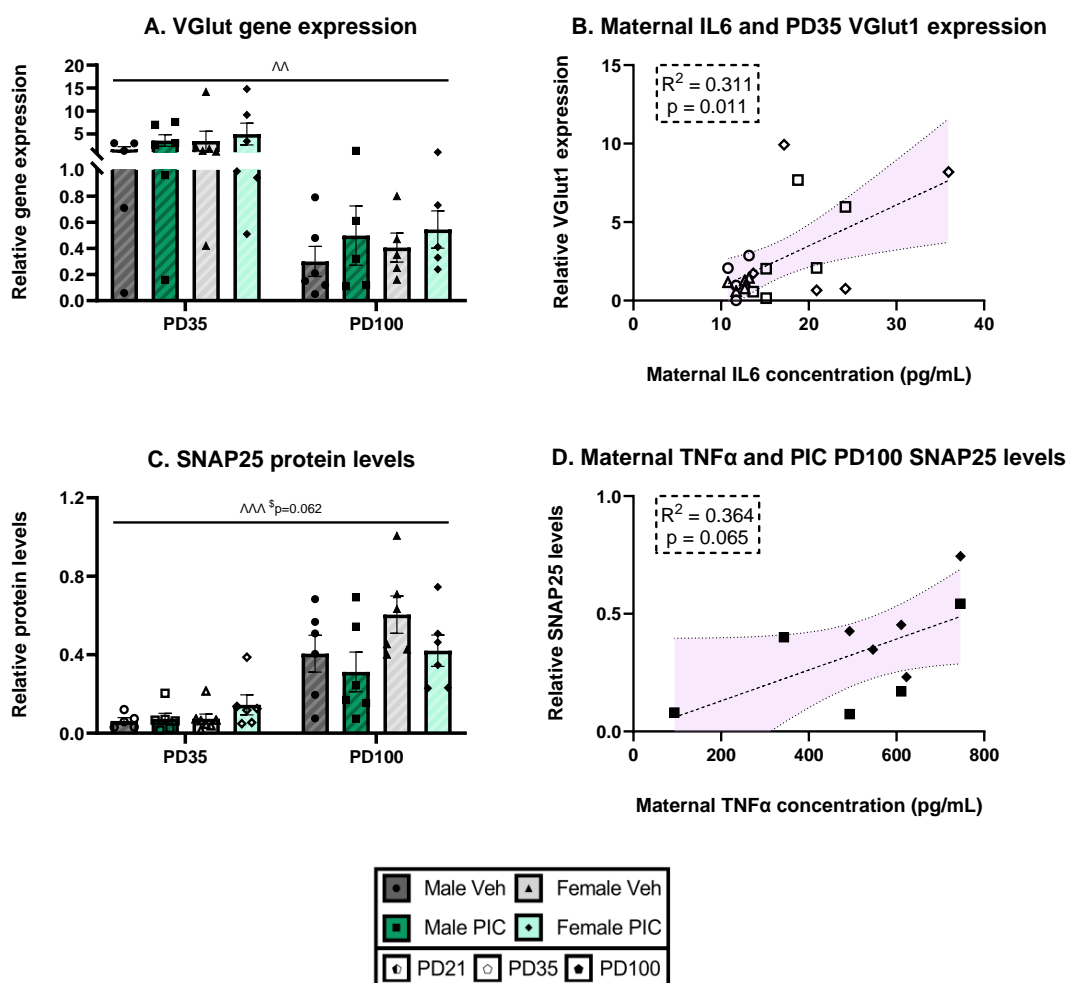 A. VGlut gene expression
Relative gene expression
20
15
10
5
1.0
0.8
0.6
0.4
0.2
0.0
ΛΛ
PD35
PD100
B. Maternal IL6 and PD35 VGlut1 expression
Relative VGlut1 expression
15
10
5
0
R² = 0.311
p = 0.011
0
10
20
30
40
Maternal IL6 concentration (pg/mL)
C. SNAP25 protein levels
Relative protein levels
1.2
0.8
0.4
0.0
ΛΛΛ $p=0.062
PD35
PD100
D. Maternal TNFα and PIC PD100 SNAP25 levels
Relative SNAP25 levels
1.0
0.5
0.0
R² = 0.364
p = 0.065
0
200
400
600
800
Maternal TNFα concentration (pg/mL)
Male Veh
Female Veh
Male PIC
Female PIC
PD21
PD35
PD100